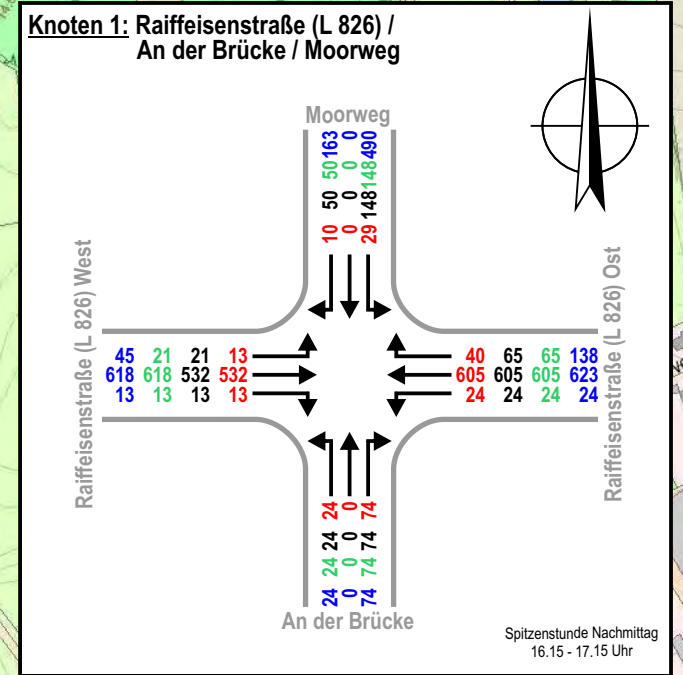 Knoten 1: Raiffeisenstraße (L 826) /
An der Brücke / Moorweg
Moorweg
10 50 50 163
0 0 0 0
29 148 148 490
Raiffeisenstraße (L 826) West
45 21 21 13
618 618 532 532
13 13 13 13
40 65 65 138
605 605 605 623
24 24 24 24
Raiffeisenstraße (L 826) Ost
24 24 24 24
0 0 0 0
74 74 74 74
An der Brücke
Spitzenstunde Nachmittag
16.15 - 17.15 Uhr